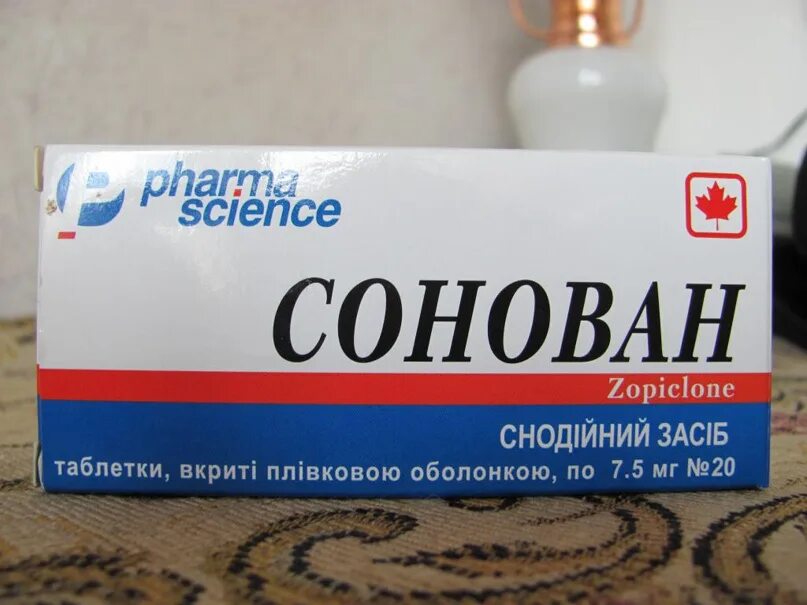 pharma
science
СОНОВАН
Zopiclone
СНОДІЙНИЙ ЗАСІБ
таблетки, вкриті плівковою оболонкою, по 7.5 мг №20